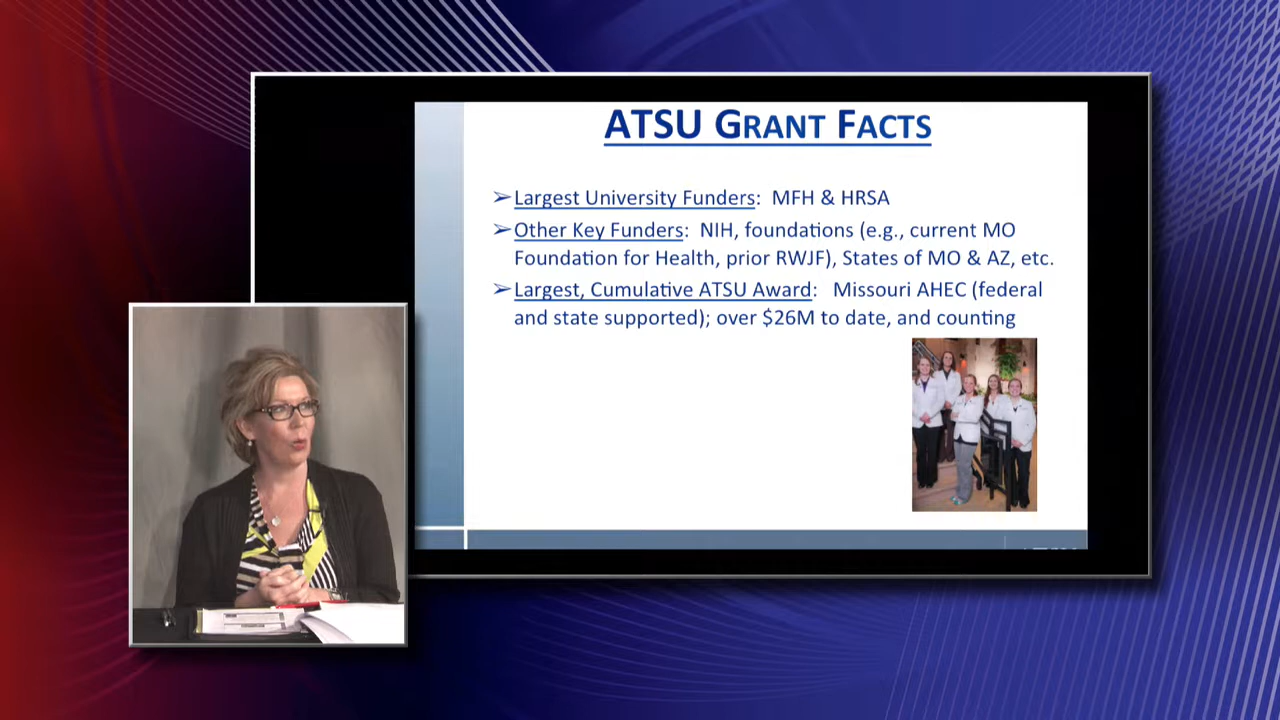 ATSU GRANT FACTS
➢Largest University Funders: MFH & HRSA
➢Other Key Funders: NIH, foundations (e.g., current MO
Foundation for Health, prior RWJF), States of MO & AZ, etc.
➢Largest, Cumulative ATSU Award: Missouri AHEC (federal
and state supported); over $26M to date, and counting